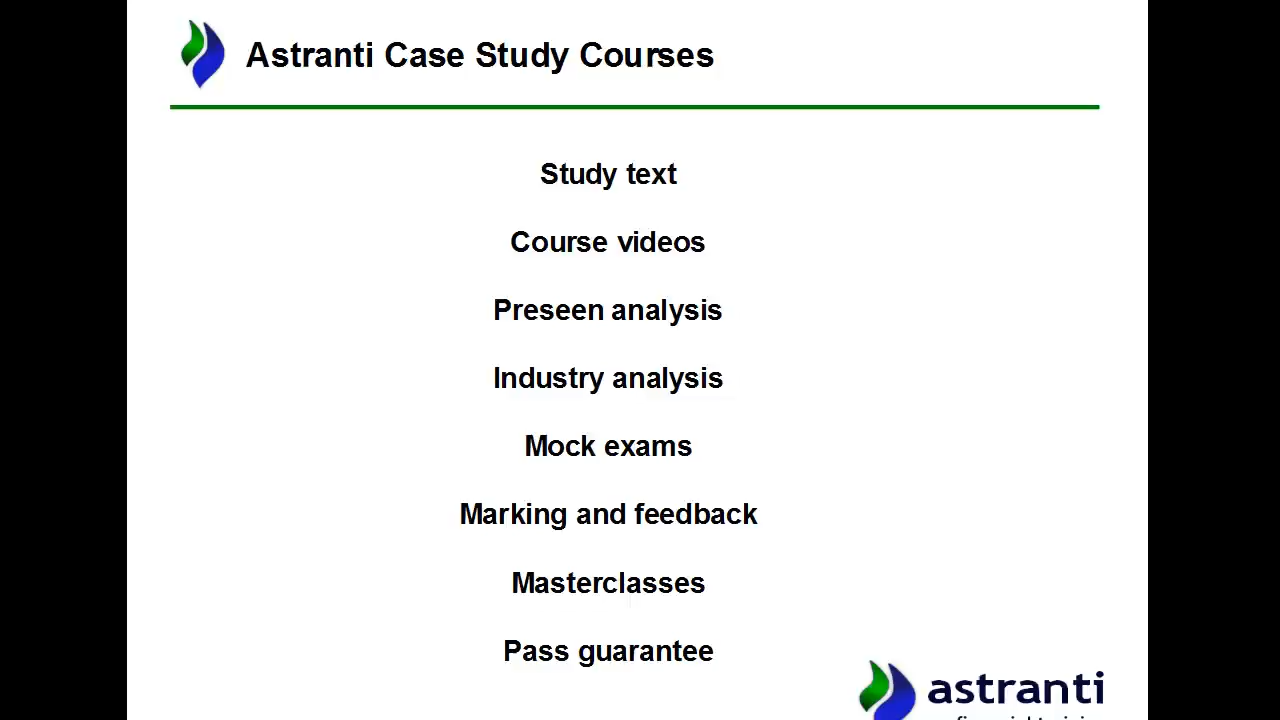 Astranti Case Study Courses
Study text
Course videos
Preseen analysis
Industry analysis
Mock exams
Marking and feedback
Masterclasses
Pass guarantee
astranti